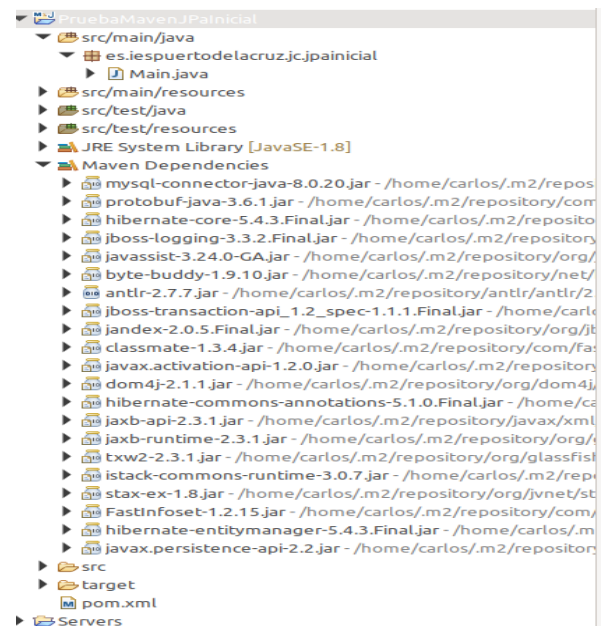 PruebaMavenJPaInicial
src/main/java
es.iespuertodelacruz.jc.jpainicial
Main.java
src/main/resources
src/test/java
src/test/resources
JRE System Library [JavaSE-1.8]
Maven Dependencies
mysql-connector-java-8.0.20.jar - /home/carlos/.m2/repos
protobuf-java-3.6.1.jar - /home/carlos/.m2/repository/com
hibernate-core-5.4.3.Final.jar - /home/carlos/.m2/reposito
jboss-logging-3.3.2.Final.jar - /home/carlos/.m2/repository
javassist-3.24.0-GA.jar - /home/carlos/.m2/repository/org/
byte-buddy-1.9.10.jar - /home/carlos/.m2/repository/net/
antlr-2.7.7.jar - /home/carlos/.m2/repository/antlr/antlr/2
jboss-transaction-api_1.2_spec-1.1.1.Final.jar - /home/carl
jandex-2.0.5.Final.jar - /home/carlos/.m2/repository/org/jb
classmate-1.3.4.jar - /home/carlos/.m2/repository/com/fas
javax.activation-api-1.2.0.jar - /home/carlos/.m2/repository
dom4j-2.1.1.jar - /home/carlos/.m2/repository/org/dom4j/
hibernate-commons-annotations-5.1.0.Final.jar - /home/ca
jaxb-api-2.3.1.jar - /home/carlos/.m2/repository/javax/xml
jaxb-runtime-2.3.1.jar - /home/carlos/.m2/repository/org/g
txw2-2.3.1.jar - /home/carlos/.m2/repository/org/glassfish
istack-commons-runtime-3.0.7.jar - /home/carlos/.m2/repo
stax-ex-1.8.jar - /home/carlos/.m2/repository/org/jvnet/st
FastInfoset-1.2.15.jar - /home/carlos/.m2/repository/com/
hibernate-entitymanager-5.4.3.Final.jar - /home/carlos/.m
javax.persistence-api-2.2.jar - /home/carlos/.m2/repositor
src
target
pom.xml
Servers